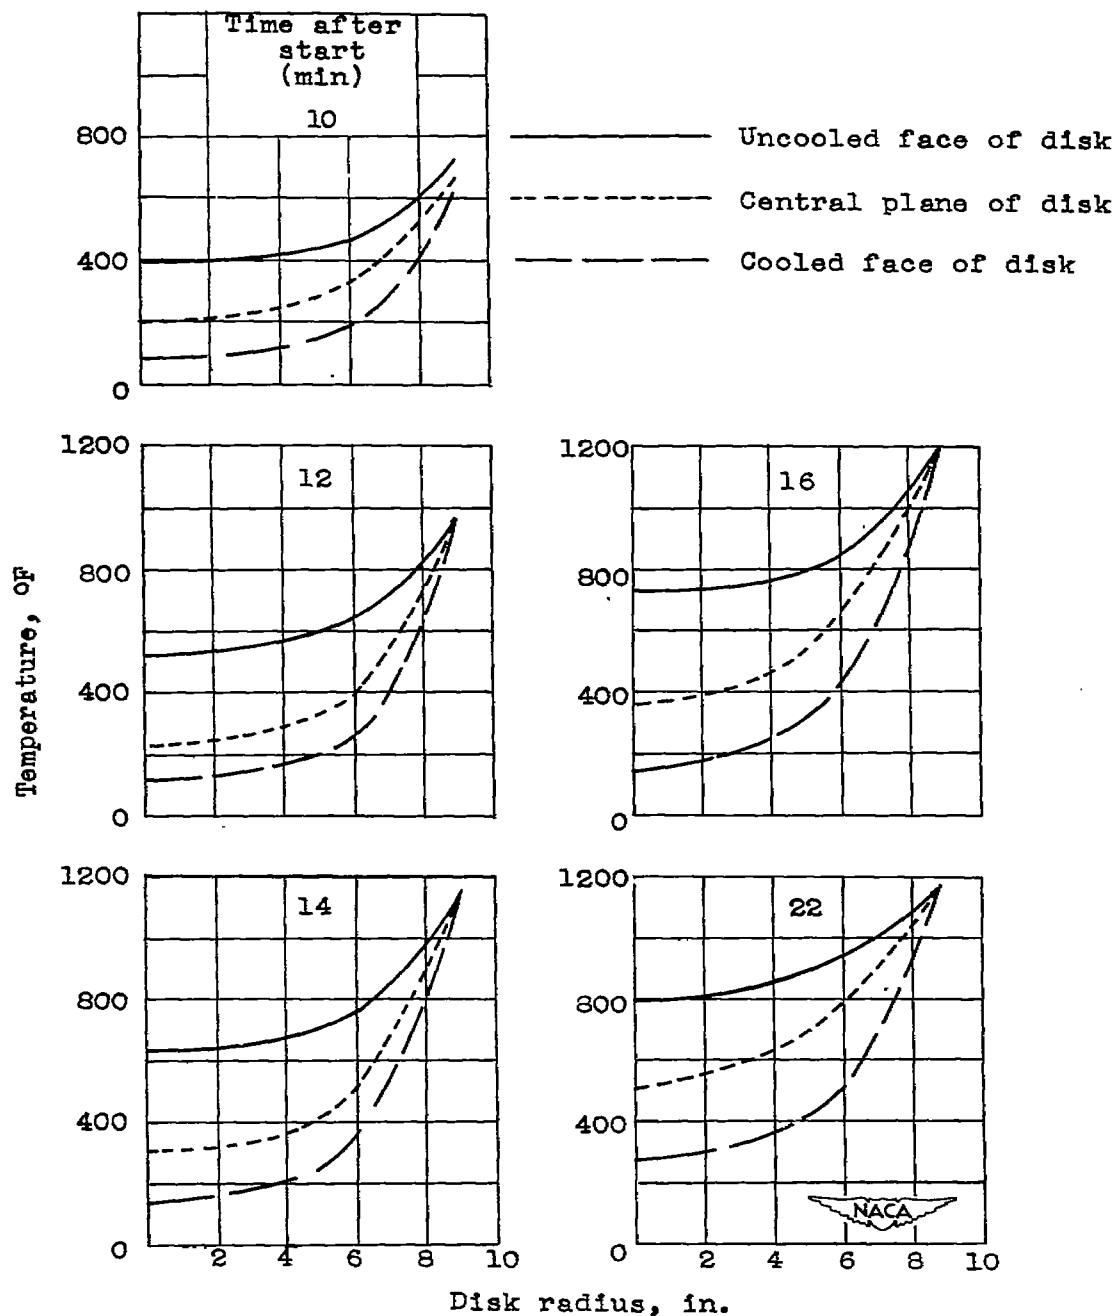 Time after
start
(min)
10
800
400
0
Uncooled face of disk
Central plane of disk
Cooled face of disk
1200
12
800
400
0
1200
16
800
400
0
Temperature, °F
1200
14
800
400
0
2 4 6 8 10
1200
22
800
400
0
2 4 6 8 10
NACA
Disk radius, in.